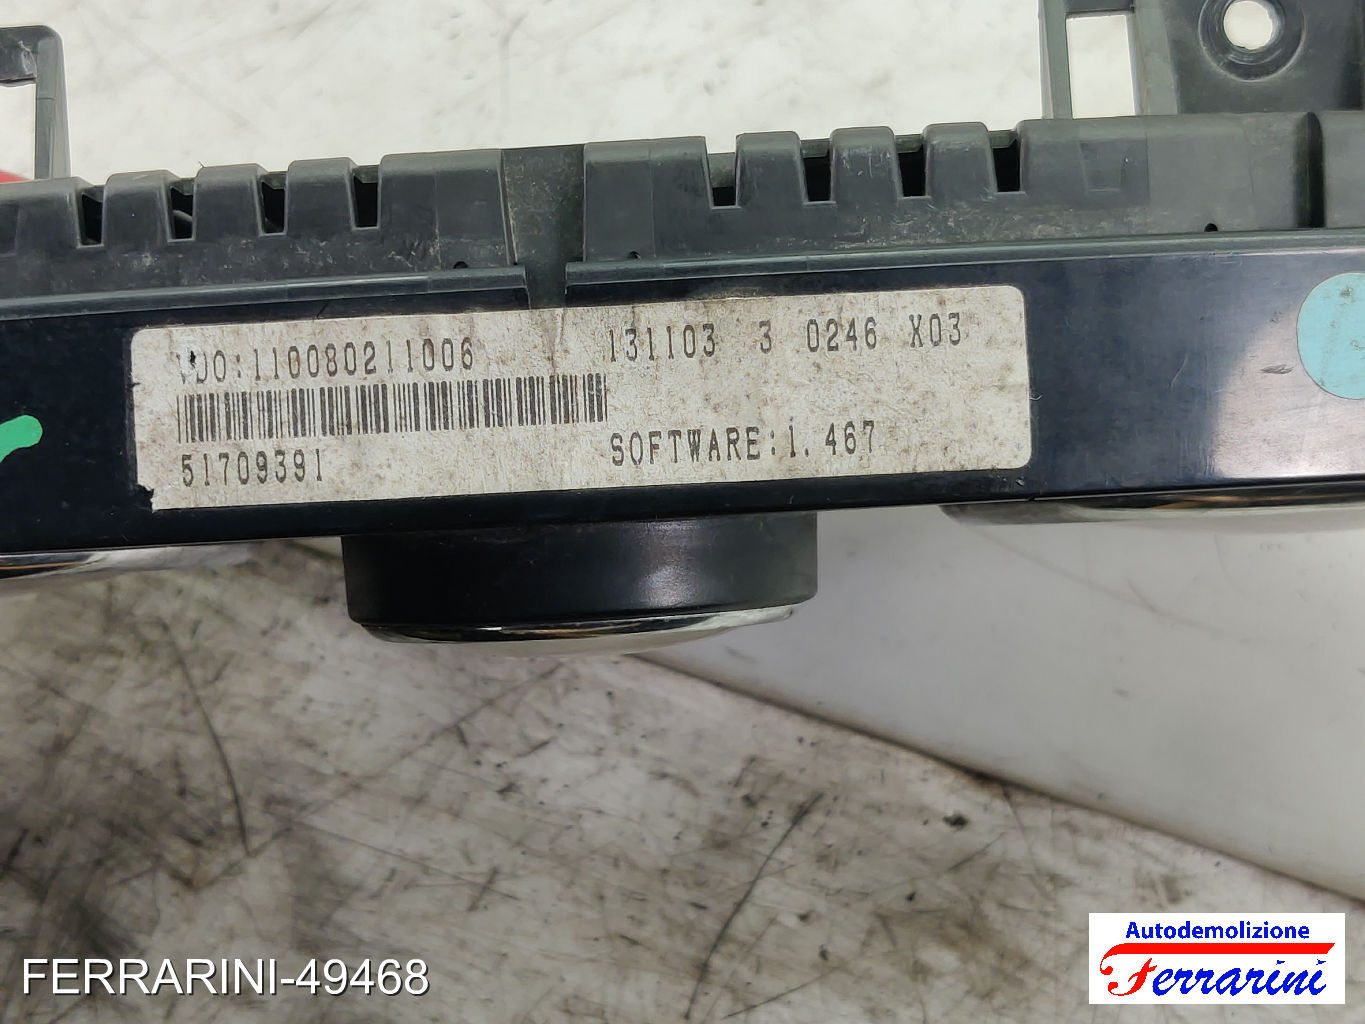 VDO:110080211006 131103 3 0246 X03
51709391 SOFTWARE:1.467
FERRARINI-49468
Autodemolizione
Ferrarini